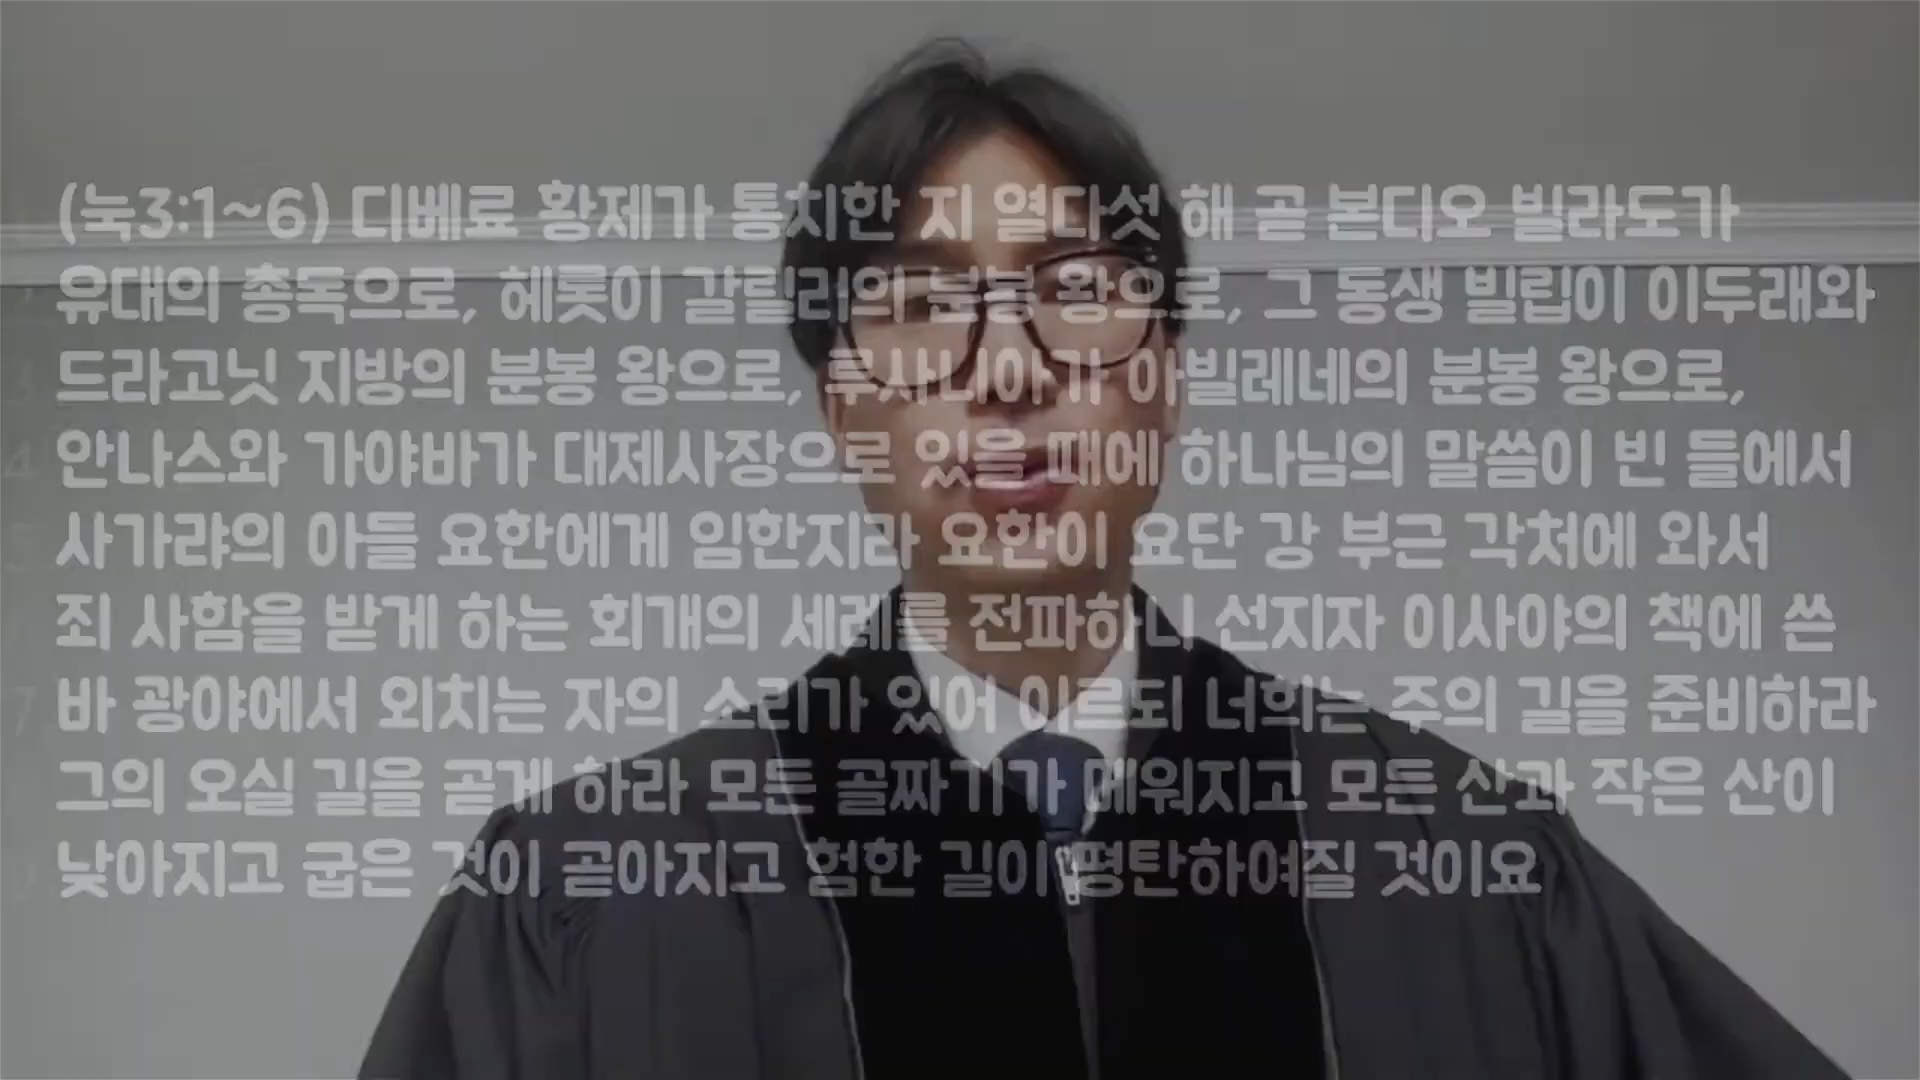 (눅3:1~6) 디베료 황제가 통치한 지 열다섯 해 곧 본디오 빌라도가
유대의 총독으로, 헤롯이 갈릴리의 분봉 왕으로, 그 동생 빌립이 이두래와
드라고닛 지방의 분봉 왕으로, 루사니아가 아빌레네의 분봉 왕으로,
안나스와 가야바가 대제사장으로 있을 때에 하나님의 말씀이 빈 들에서
사가랴의 아들 요한에게 임한지라 요한이 요단 강 부근 각처에 와서
죄 사함을 받게 하는 회개의 세례를 전파하니 선지자 이사야의 책에 쓴
바 광야에서 외치는 자의 소리가 있어 이르되 너희는 주의 길을 준비하라
그의 오실 길을 곧게 하라 모든 골짜기가 메워지고 모든 산과 작은 산이
낮아지고 굽은 것이 곧아지고 험한 길이 평탄하여질 것이요